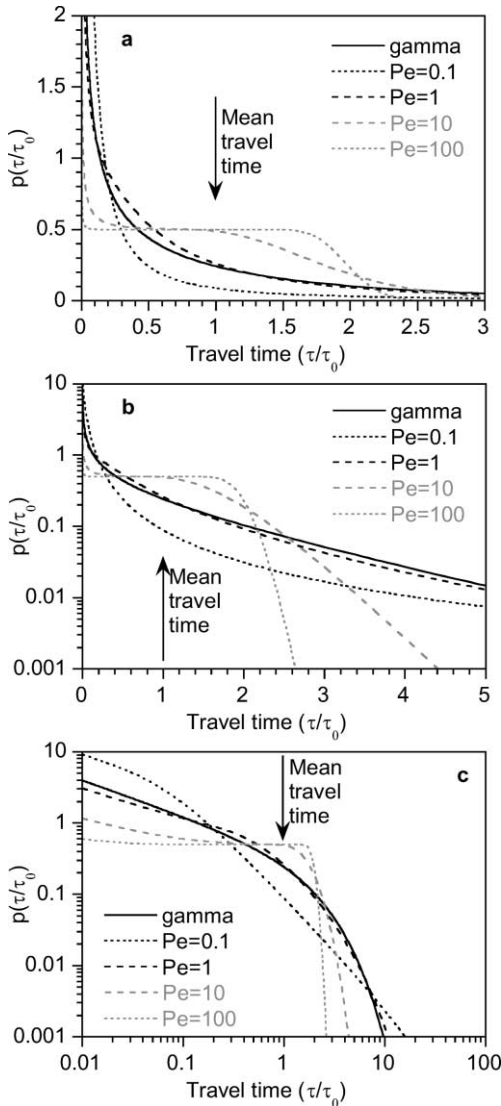 a
gamma
Pe=0.1
Pe=1
Pe=10
Pe=100
Mean
travel
time
p(τ/τ0)
2
1.5
1
0.5
0
0 0.5 1 1.5 2 2.5 3
Travel time (τ/τ0)
b
gamma
Pe=0.1
Pe=1
Pe=10
Pe=100
Mean
travel
time
p(τ/τ0)
10
1
0.1
0.01
0.001
0 1 2 3 4 5
Travel time (τ/τ0)
c
Mean
travel
time
gamma
Pe=0.1
Pe=1
Pe=10
Pe=100
p(τ/τ0)
10
1
0.1
0.01
0.001
0.01 0.1 1 10 100
Travel time (τ/τ0)